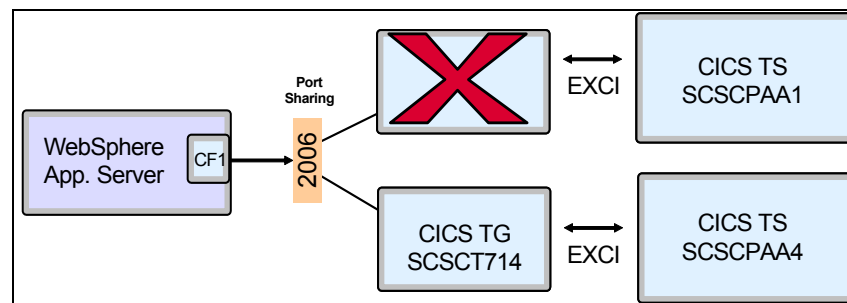 Port
Sharing
WebSphere
App. Server
CF1
2006
EXCI
CICS TS
SCSCPAA1
CICS TG
SCSCT714
EXCI
CICS TS
SCSCPAA4